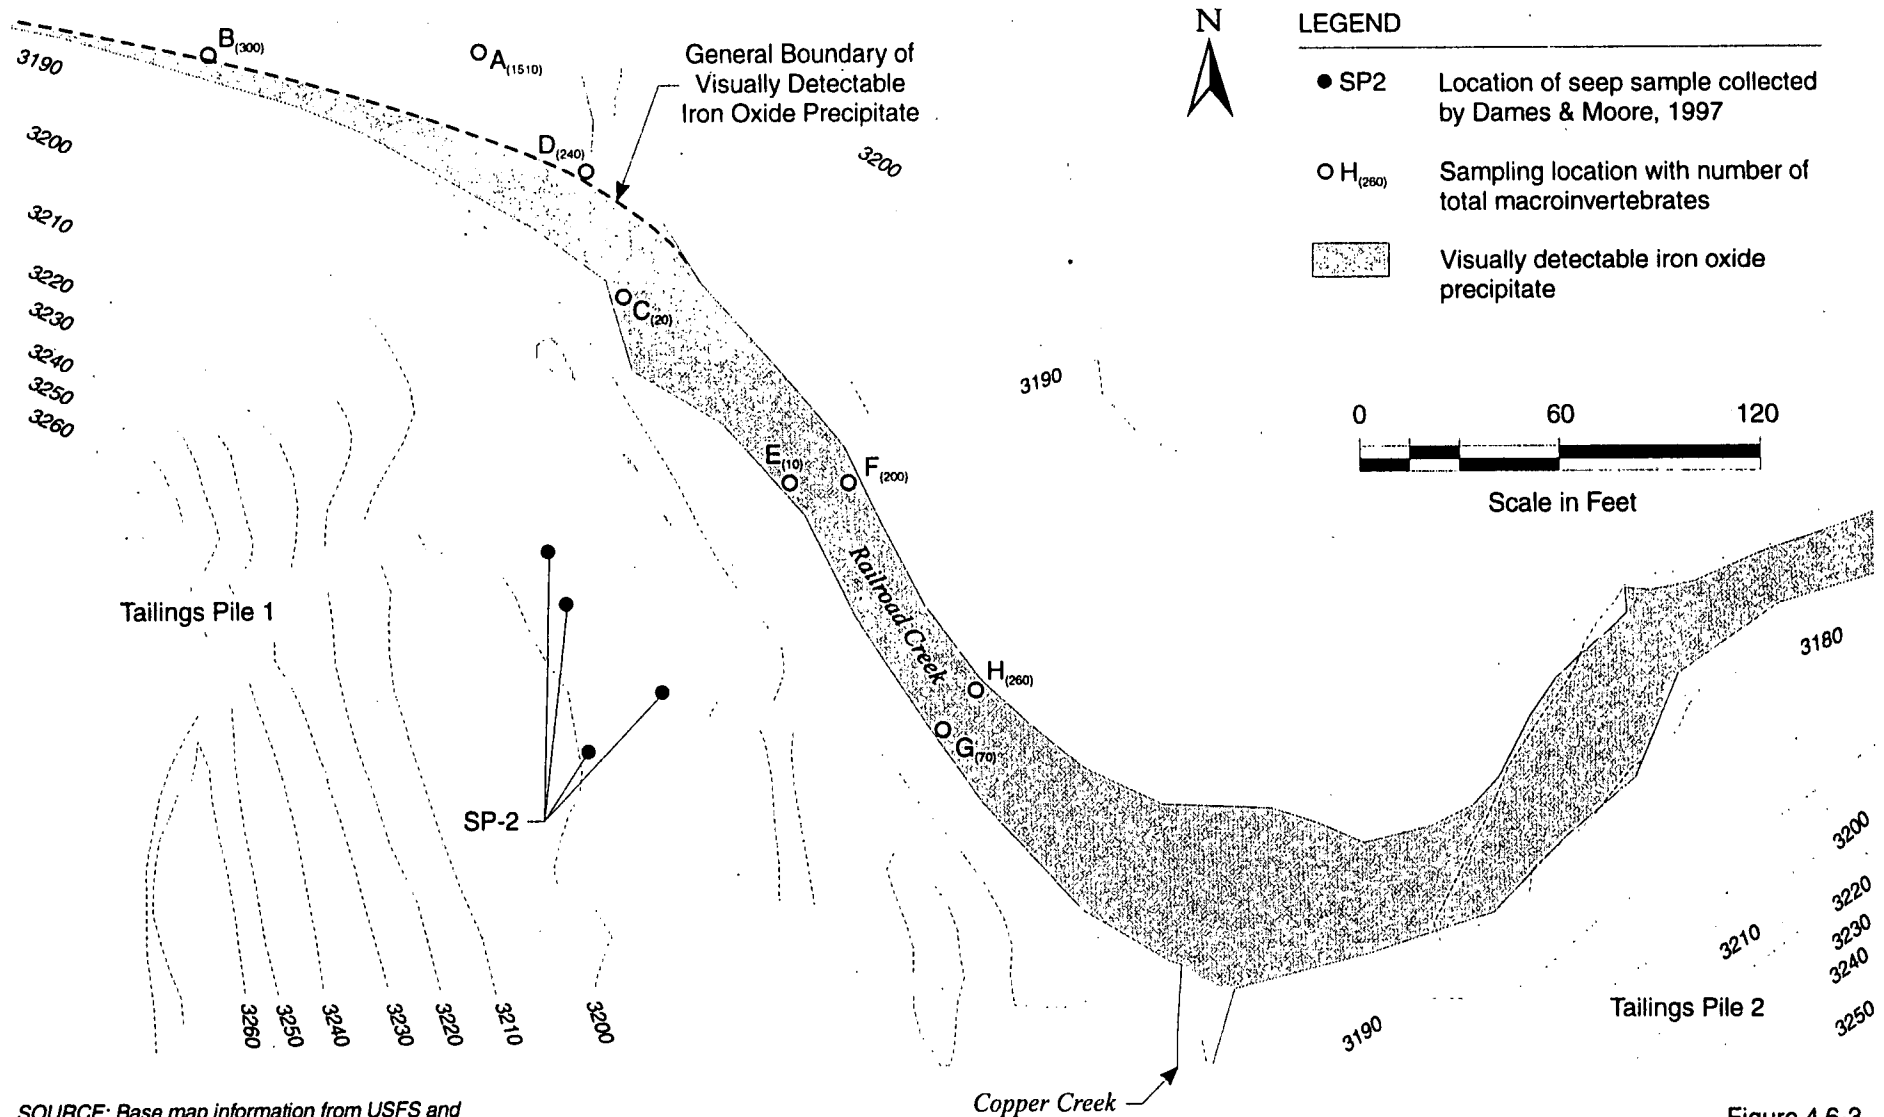 N
LEGEND
SP2 Location of seep sample collected
by Dames & Moore, 1997
H(260) Sampling location with number of
total macroinvertebrates
Visually detectable iron oxide
precipitate
B(300)
A(1510)
General Boundary of
Visually Detectable
Iron Oxide Precipitate
3190
3200
3210
3220
3230
3240
3250
3260
D(240)
3200
C(20)
3190
0 60 120
Scale in Feet
E(10)
F(200)
Railroad Creek
Tailings Pile 1
H(260)
G(70)
SP-2
3180
3200
3220
3230
3240
3250
3210
Tailings Pile 2
3190
3260
3250
3240
3230
3220
3210
3200
Copper Creek
SOURCE: Base map information from USFS and
Figure 4.6-3